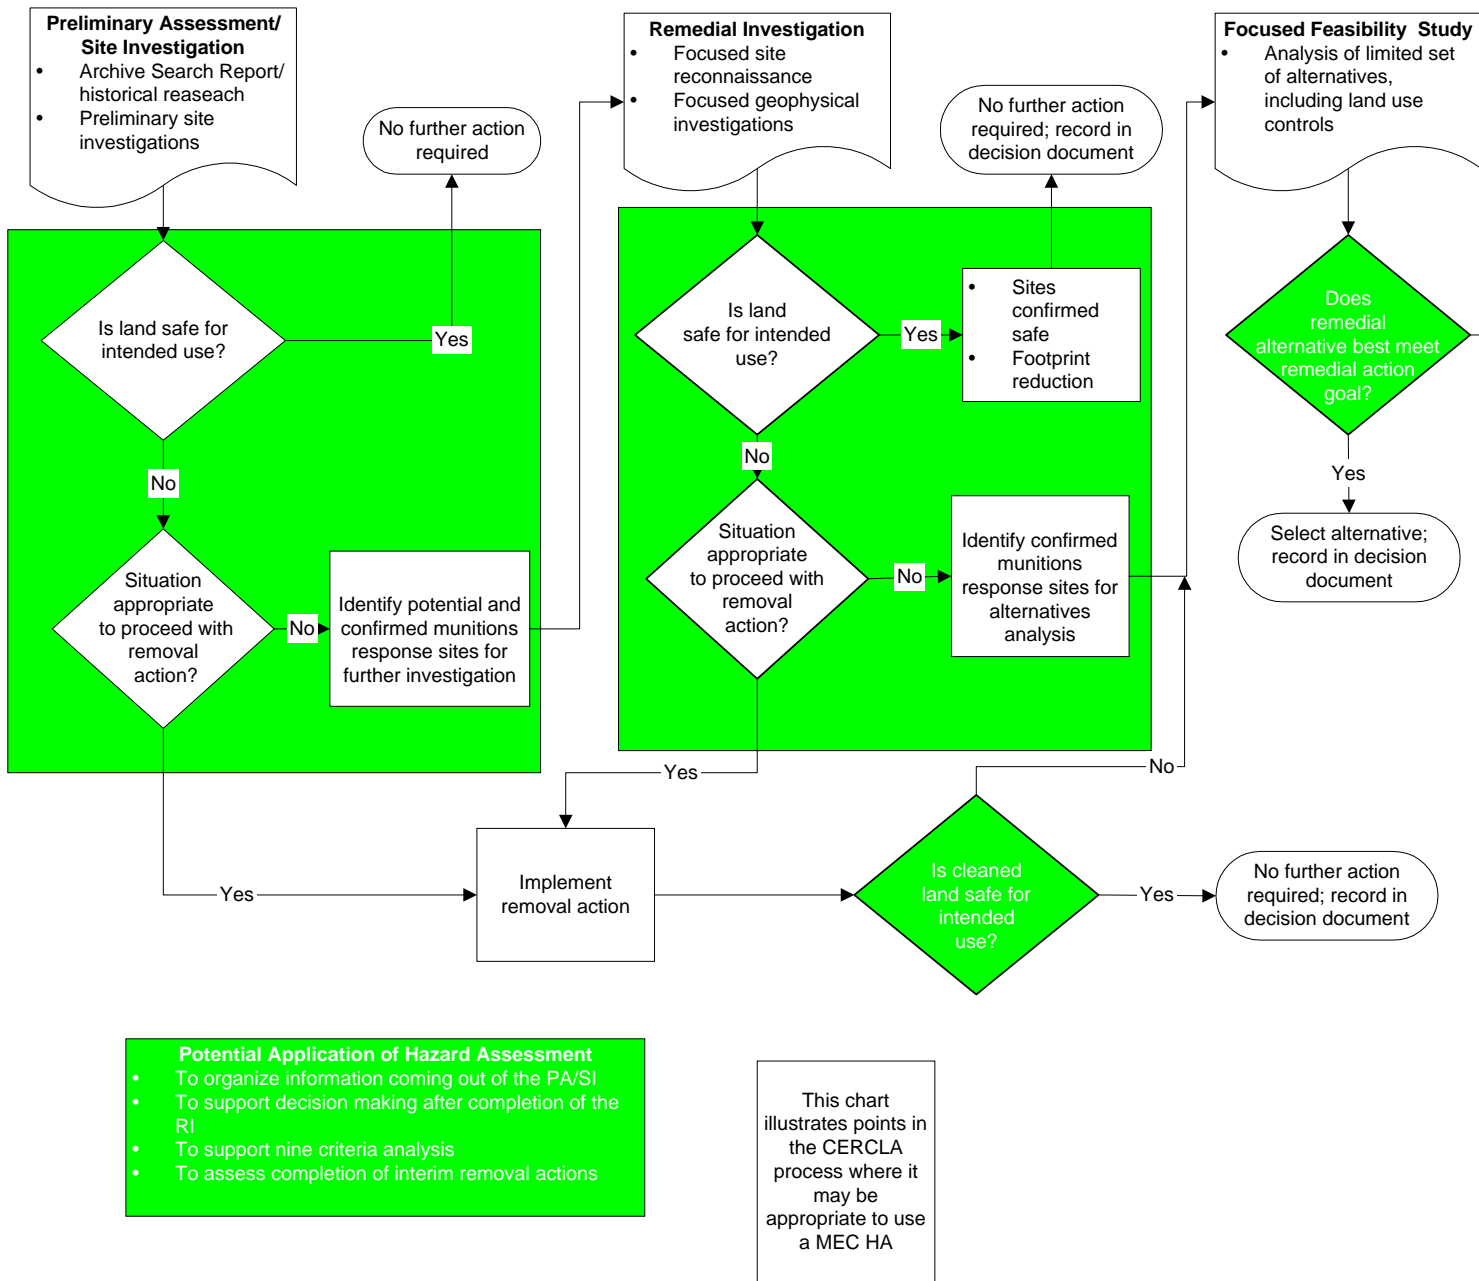 Preliminary Assessment/
Site Investigation
• Archive Search Report/
historical reaseach
• Preliminary site
investigations
No further action
required
Is land safe for
intended use?
Yes
No
Situation
appropriate
to proceed with
removal
action?
No
Identify potential and
confirmed munitions
response sites for
further investigation
Yes
Remedial Investigation
• Focused site
reconnaissance
• Focused geophysical
investigations
No further action
required; record in
decision document
Is land
safe for intended
use?
Yes
• Sites
confirmed
safe
• Footprint
reduction
No
Situation
appropriate
to proceed with
removal
action?
No
Identify confirmed
munitions
response sites for
alternatives
analysis
Yes
Focused Feasibility Study
• Analysis of limited set
of alternatives,
including land use
controls
Does
remedial
alternative best meet
remedial action
goal?
Yes
Select alternative;
record in decision
document
Implement
removal action
Is cleaned
land safe for
intended
use?
No
Yes
No further action
required; record in
decision document
Potential Application of Hazard Assessment
• To organize information coming out of the PA/SI
• To support decision making after completion of the
RI
• To support nine criteria analysis
• To assess completion of interim removal actions
This chart
illustrates points in
the CERCLA
process where it
may be
appropriate to use
a MEC HA